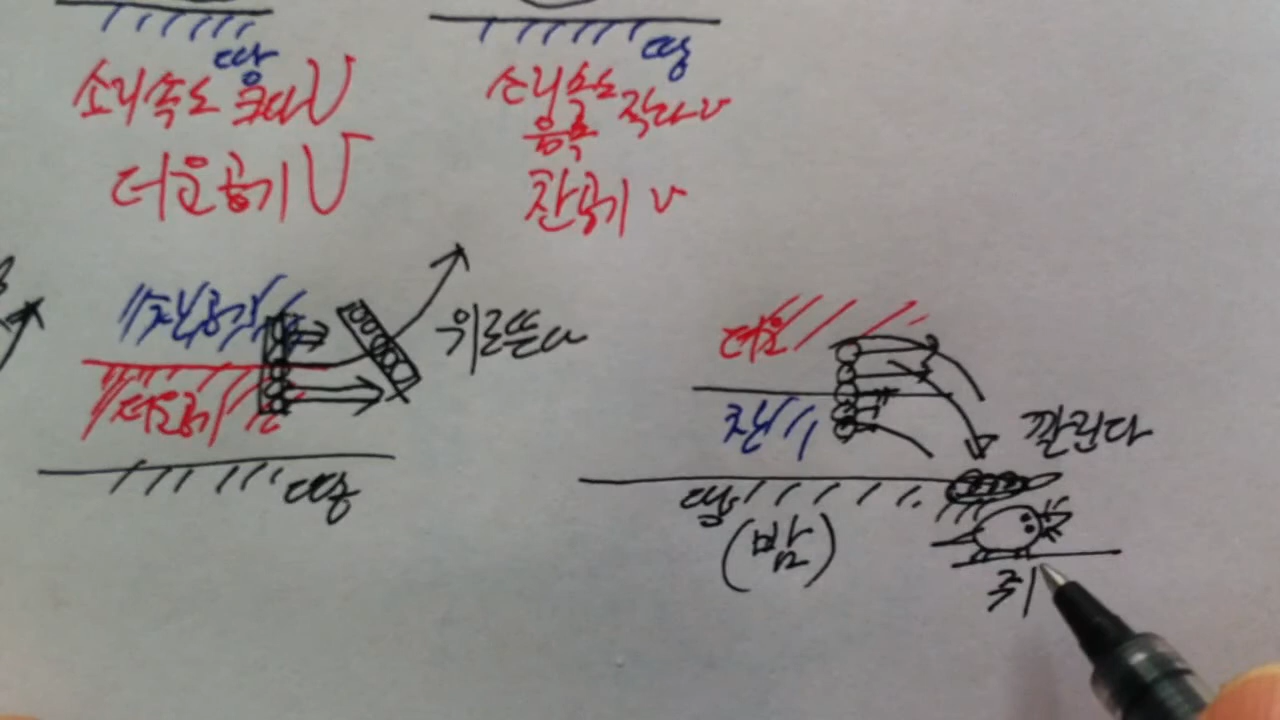 땅
땅
소리속도 크다
소리속도 작다
음속
더운공기
찬공기
찬공기
위로뜬다
더운공기
땅
더운
찬
깔린다
땅
(밤)
쥐